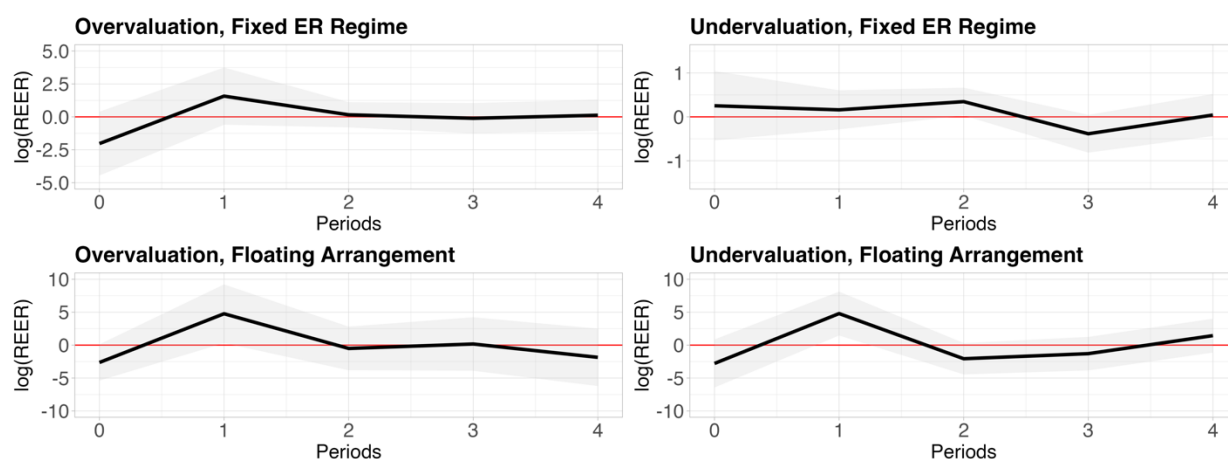 Overvaluation, Fixed ER Regime
log(REER)
5.0
2.5
0.0
-2.5
-5.0
0 1 2 3 4
Periods
Undervaluation, Fixed ER Regime
log(REER)
1
0
-1
0 1 2 3 4
Periods
Overvaluation, Floating Arrangement
log(REER)
10
5
0
-5
-10
0 1 2 3 4
Periods
Undervaluation, Floating Arrangement
log(REER)
10
5
0
-5
-10
0 1 2 3 4
Periods